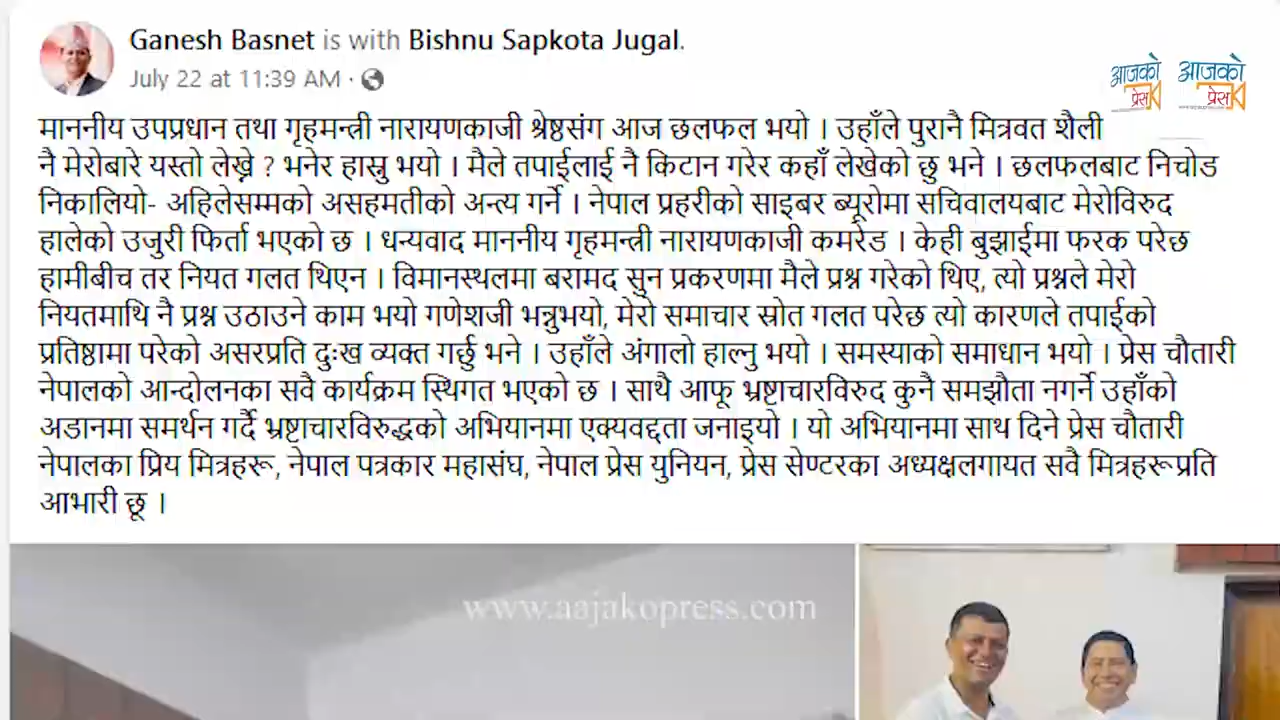 Ganesh Basnet is with Bishnu Sapkota Jugal.
July 22 at 11:39 AM ·
आजको प्रेस
आजको प्रेस
माननीय उपप्रधान तथा गृहमन्त्री नारायणकाजी श्रेष्ठसंग आज छलफल भयो । उहाँले पुरानै मित्रवत शैली
नै मेरोबारे यस्तो लेख्ने ? भनेर हास्नु भयो । मैले तपाईलाई नै किटान गरेर कहाँ लेखेको छु भने । छलफलबाट निचोड
निकालियो- अहिलेसम्मको असहमतीको अन्त्य गर्ने । नेपाल प्रहरीको साइबर ब्यूरोमा सचिवालयबाट मेरोविरुद
हालेको उजुरी फिर्ता भएको छ । धन्यवाद माननीय गृहमन्त्री नारायणकाजी कमरेड । केही बुझाईमा फरक परेछ
हामीबीच तर नियत गलत थिएन । विमानस्थलमा बरामद सुन प्रकरणमा मैले प्रश्न गरेको थिए, त्यो प्रश्नले मेरो
नियतमाथि नै प्रश्न उठाउने काम भयो गणेशजी भन्नुभयो, मेरो समाचार स्रोत गलत परेछ त्यो कारणले तपाईको
प्रतिष्ठामा परेको असरप्रति दुःख व्यक्त गर्छु भने । उहाँले अंगालो हाल्नु भयो । समस्याको समाधान भयो । प्रेस चौतारी
नेपालको आन्दोलनका सवै कार्यक्रम स्थिगत भएको छ । साथै आफू भ्रष्टाचारविरुद कुनै समझौता नगर्ने उहाँको
अडानमा समर्थन गर्दै भ्रष्टाचारविरुद्धको अभियानमा एक्यवद्दता जनाइयो । यो अभियानमा साथ दिने प्रेस चौतारी
नेपालका प्रिय मित्रहरू, नेपाल पत्रकार महासंघ, नेपाल प्रेस युनियन, प्रेस सेण्टरका अध्यक्षलगायत सवै मित्रहरूप्रति
आभारी छू ।
www.aajakopress.com